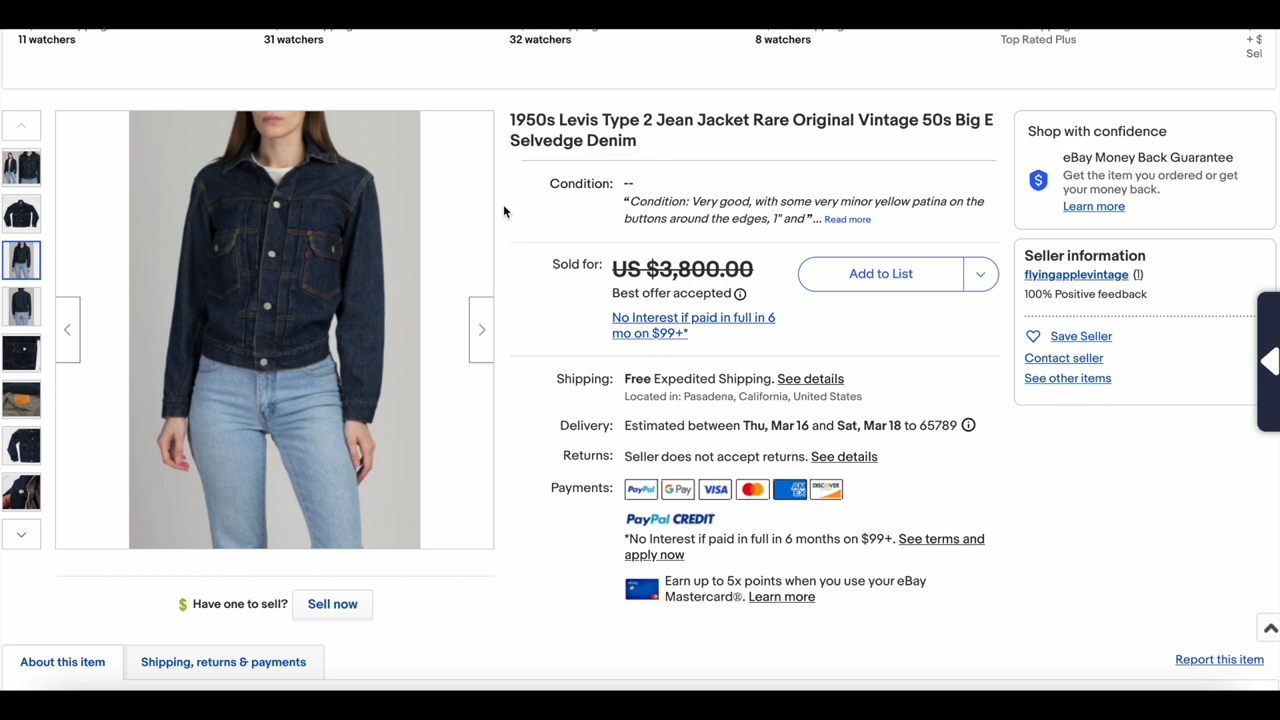 11 watchers
31 watchers
32 watchers
8 watchers
Top Rated Plus
+ $
Sel
1950s Levis Type 2 Jean Jacket Rare Original Vintage 50s Big E
Selvedge Denim
Condition: --
“Condition: Very good, with some very minor yellow patina on the
buttons around the edges, 1" and ”... Read more
Sold for: US $3,800.00
Best offer accepted
No Interest if paid in full in 6
mo on $99+*
Add to List
Shipping: Free Expedited Shipping. See details
Located in: Pasadena, California, United States
Delivery: Estimated between Thu, Mar 16 and Sat, Mar 18 to 65789
Returns: Seller does not accept returns. See details
Payments: PayPal G Pay VISA MasterCard AM EX DISCOVER
PayPal CREDIT
*No Interest if paid in full in 6 months on $99+. See terms and
apply now
Earn up to 5x points when you use your eBay
Mastercard®. Learn more
Shop with confidence
eBay Money Back Guarantee
Get the item you ordered or get
your money back.
Learn more
Seller information
flyingapplevintage (1)
100% Positive feedback
Save Seller
Contact seller
See other items
Have one to sell? Sell now
About this item
Shipping, returns & payments
Report this item